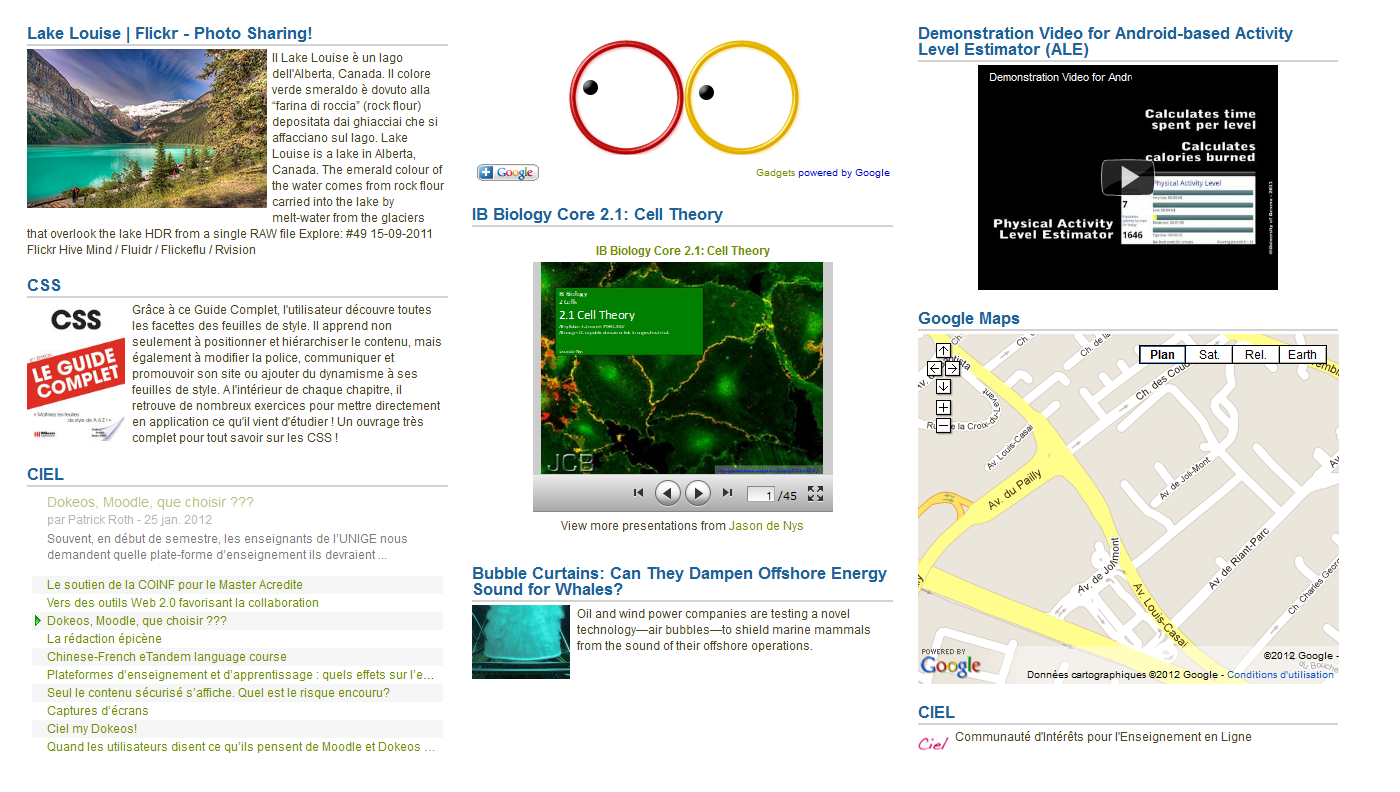 Lake Louise | Flickr - Photo Sharing!
Il Lake Louise è un lago
dell'Alberta, Canada. Il colore
verde smeraldo è dovuto alla
“farina di roccia” (rock flour)
depositata dai ghiacciai che si
affacciano sul lago. Lake
Louise is a lake in Alberta,
Canada. The emerald colour of
the water comes from rock flour
carried into the lake by
melt-water from the glaciers
that overlook the lake HDR from a single RAW file Explore: #49 15-09-2011
Flickr Hive Mind / Fluidr / Flickeflu / Rvision
CSS
CSS
LE GUIDE
COMPLET
Grâce à ce Guide Complet, l'utilisateur découvre toutes
les facettes des feuilles de style. Il apprend non
seulement à positionner et hiérarchiser le contenu, mais
également à modifier la police, communiquer et
promouvoir son site ou ajouter du dynamisme à ses
feuilles de style. A l'intérieur de chaque chapitre, il
retrouve de nombreux exercices pour mettre directement
en application ce qu'il vient d'étudier ! Un ouvrage très
complet pour tout savoir sur les CSS !
CIEL
Dokeos, Moodle, que choisir ???
par Patrick Roth - 25 jan. 2012
Souvent, en début de semestre, les enseignants de l’UNIGE nous
demandent quelle plate-forme d’enseignement ils devraient ...
Le soutien de la COINF pour le Master Acredite
Vers des outils Web 2.0 favorisant la collaboration
Dokeos, Moodle, que choisir ???
La rédaction épicène
Chinese-French eTandem language course
Plateformes d’enseignement et d’apprentissage : quels effets sur l’e…
Seul le contenu sécurisé s’affiche. Quel est le risque encouru?
Captures d’écrans
Ciel my Dokeos!
Quand les utilisateurs disent ce qu’ils pensent de Moodle et Dokeos …
Google
Gadgets powered by Google
IB Biology Core 2.1: Cell Theory
IB Biology Core 2.1: Cell Theory
IB Biology
2 Cells
2.1 Cell Theory
JCB
1 /45
View more presentations from Jason de Nys
Bubble Curtains: Can They Dampen Offshore Energy
Sound for Whales?
Oil and wind power companies are testing a novel
technology—air bubbles—to shield marine mammals
from the sound of their offshore operations.
Demonstration Video for Android-based Activity
Level Estimator (ALE)
Demonstration Video for Andr
Calculates time
spent per level
Calculates
calories burned
Physical Activity Level
7
1646
Physical Activity
Level Estimator
©University of Geneva - 2011
Google Maps
Plan
Sat.
Rel.
Earth
Ch. de la
Ch. des Coud
Av. Louis-Casaï
Av. du Pailly
Av. de Joli-Mont
Av. de Riant-Parc
Av. de Joli-Mont
Ch. Charles-Georg
Av. Louis-Casaï
du Bouche
POWERED BY
Google
©2012 Google -
Données cartographiques ©2012 Google - Conditions d'utilisation
CIEL
Ciel
Communauté d'Intérêts pour l'Enseignement en Ligne